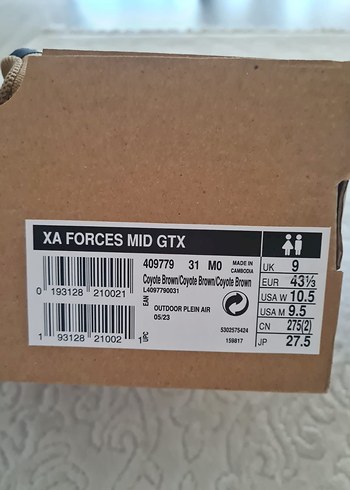 XA FORCES MID GTX
409779 31 M0 MADE IN CAMBODIA
Coyote Brown/Coyote Brown/Coyote Brown
L4097790031
0 193128 210021
EAN
OUTDOOR PLEIN AIR
05/23
1 93128 21002 1
UPC
5302575424
159817
UK 9
EUR 43⅓
USA W 10.5
USA M 9.5
CN 275(2)
JP 27.5